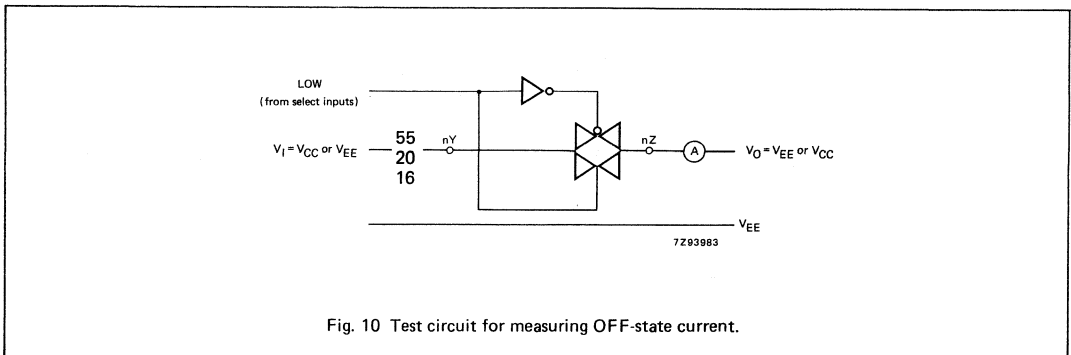 LOW
(from select inputs)
V_I = V_CC or V_EE
55
20
16
nY
nZ
A
V_O = V_EE or V_CC
V_EE
7Z93983
Fig. 10 Test circuit for measuring OFF-state current.